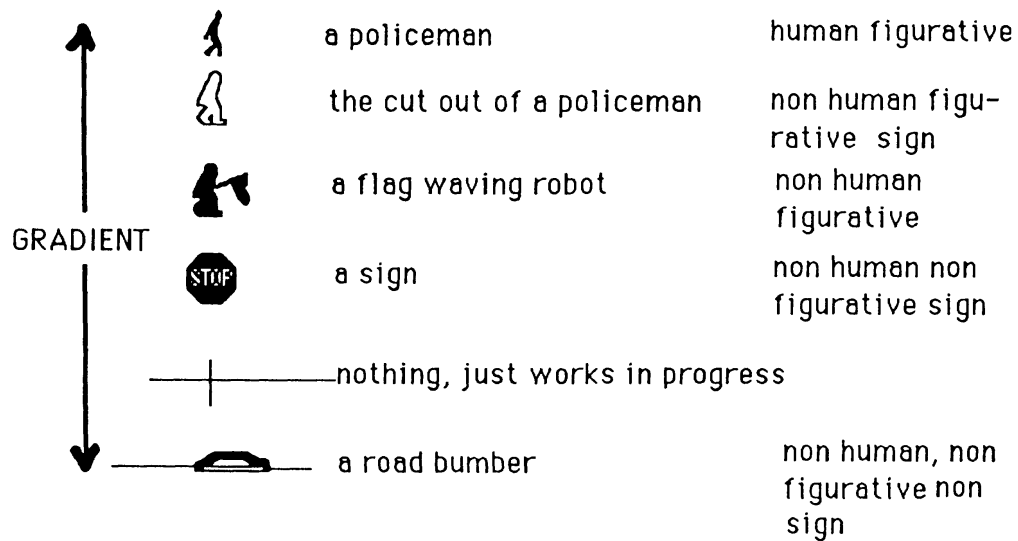 a policeman human figurative
the cut out of a policeman non human figu-
rative sign
a flag waving robot non human
figurative
GRADIENT
STOP a sign non human non
figurative sign
nothing, just works in progress
a road bumber non human, non
figurative non
sign